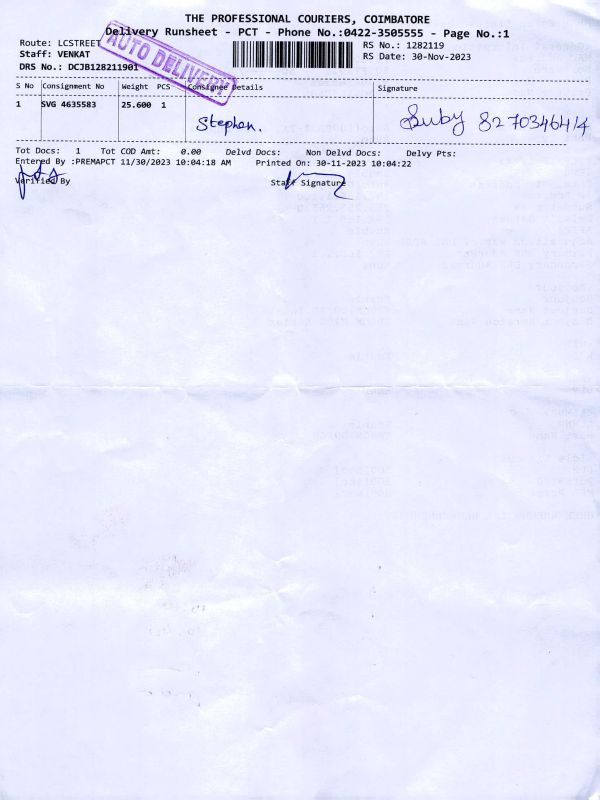 THE PROFESSIONAL COURIERS, COIMBATORE
Delivery Runsheet - PCT - Phone No.:0422-3505555 - Page No.:1
Route: LCSTREET
RS No.: 1282119
Staff: VENKAT
RS Date: 30-Nov-2023
DRS No.: DCJB128211901
AUTO DELIVERY
S No Consignment No Weight PCS Consignee Details Signature
1 SVG 4635583 25.600 1
Stephen. Suby 8270346414
Tot Docs: 1 Tot COD Amt: 0.00 Delvd Docs: Non Delvd Docs: Delvy Pts:
Entered By :PREMAPCT 11/30/2023 10:04:18 AM Printed On: 30-11-2023 10:04:22
Verified By Staff Signature